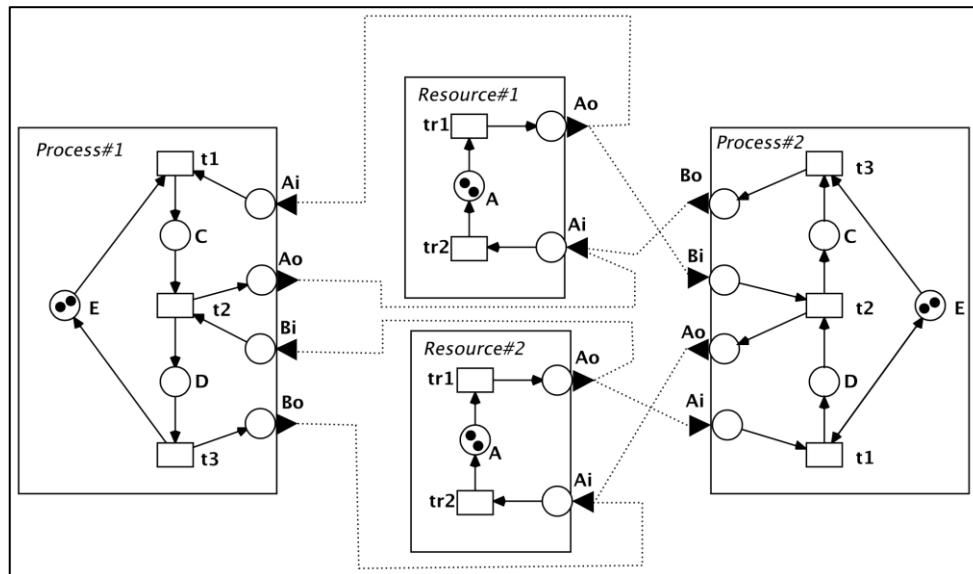 Process#1
t1
Ai
C
Ao
E
t2
Bi
D
Bo
t3
Resource#1
Ao
tr1
A
Ai
tr2
Resource#2
Ao
tr1
A
Ai
tr2
Process#2
t3
Bo
C
Bi
t2
E
Ao
D
Ai
t1